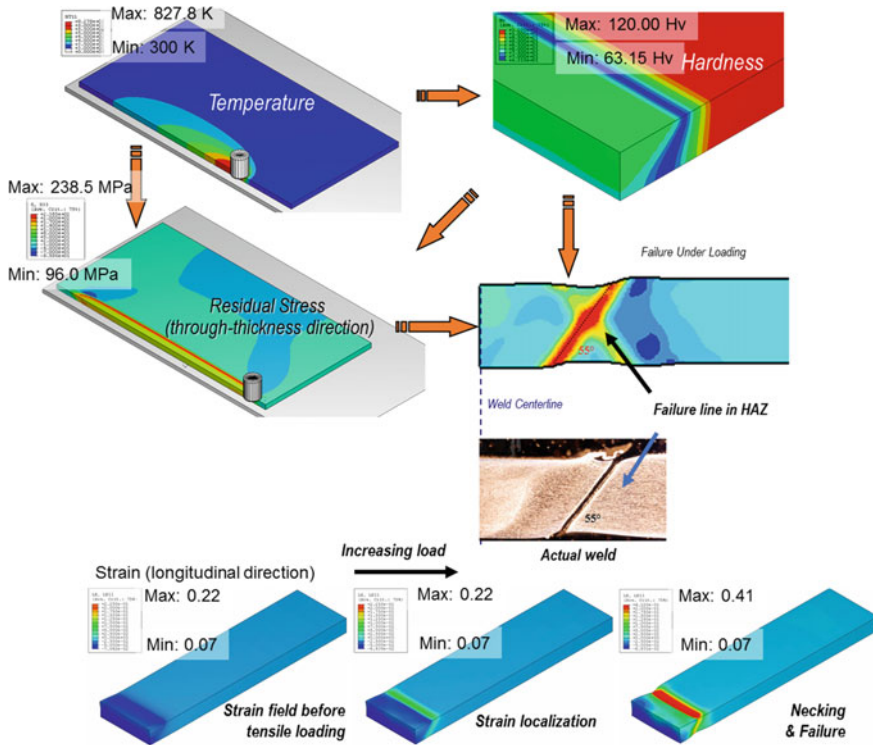 Max: 827.8 K
Min: 300 K
Temperature
Max: 120.00 Hv
Min: 63.15 Hv
Hardness
Max: 238.5 MPa
Min: 96.0 MPa
Residual Stress
(through-thickness direction)
Failure Under Loading
55°
Weld Centerline
Failure line in HAZ
55°
Actual weld
Increasing load
Strain (longitudinal direction)
Max: 0.22
Min: 0.07
Strain field before
tensile loading
Max: 0.22
Min: 0.07
Strain localization
Max: 0.41
Min: 0.07
Necking
& Failure